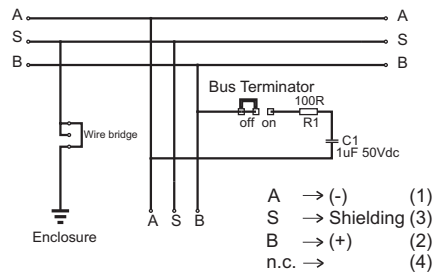 A A
S S
B B
Bus Terminator
100R
off on R1
Wire bridge
C1
1uF 50Vdc
A → (-) (1)
A S B
S → Shielding (3)
Enclosure
B → (+) (2)
n.c. → (4)